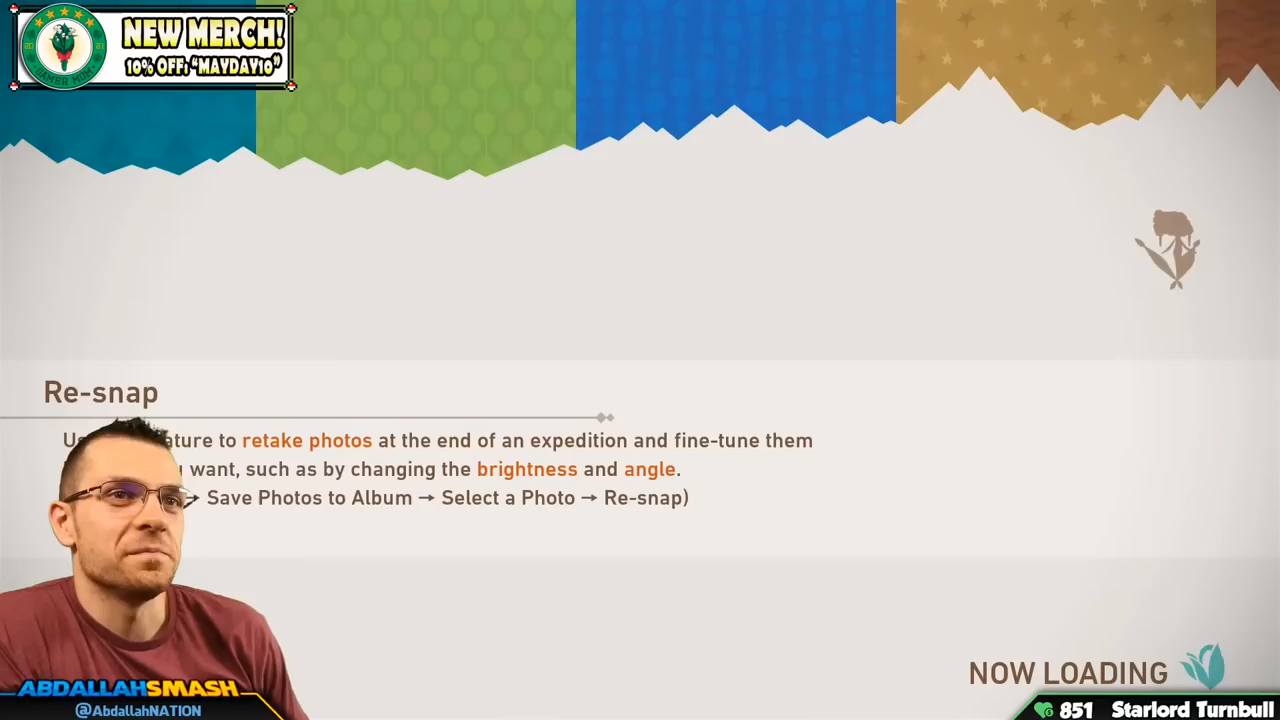 NEW MERCH!
10% OFF: "MAYDAY10"
GAMER MUM
Re-snap
ature to retake photos at the end of an expedition and fine-tune them
want, such as by changing the brightness and angle.
→ Save Photos to Album → Select a Photo → Re-snap)
NOW LOADING
ABDALLAHSMASH
@AbdallahNATION
851 Starlord Turnbull